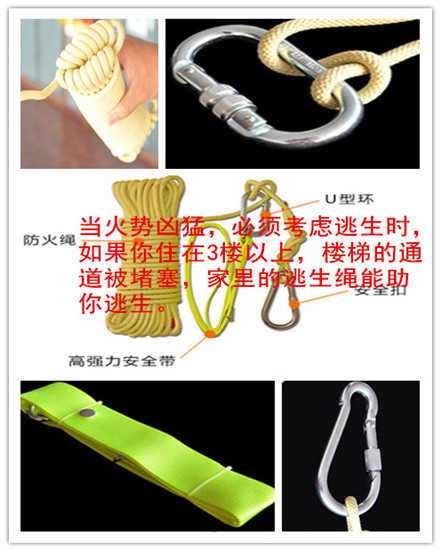 U型环
当火势凶猛，必须考虑逃生时，
防火绳
如果你住在3楼以上，楼梯的通
道被堵塞，家里的逃生绳能助
安全扣
你逃生。
高强力安全带